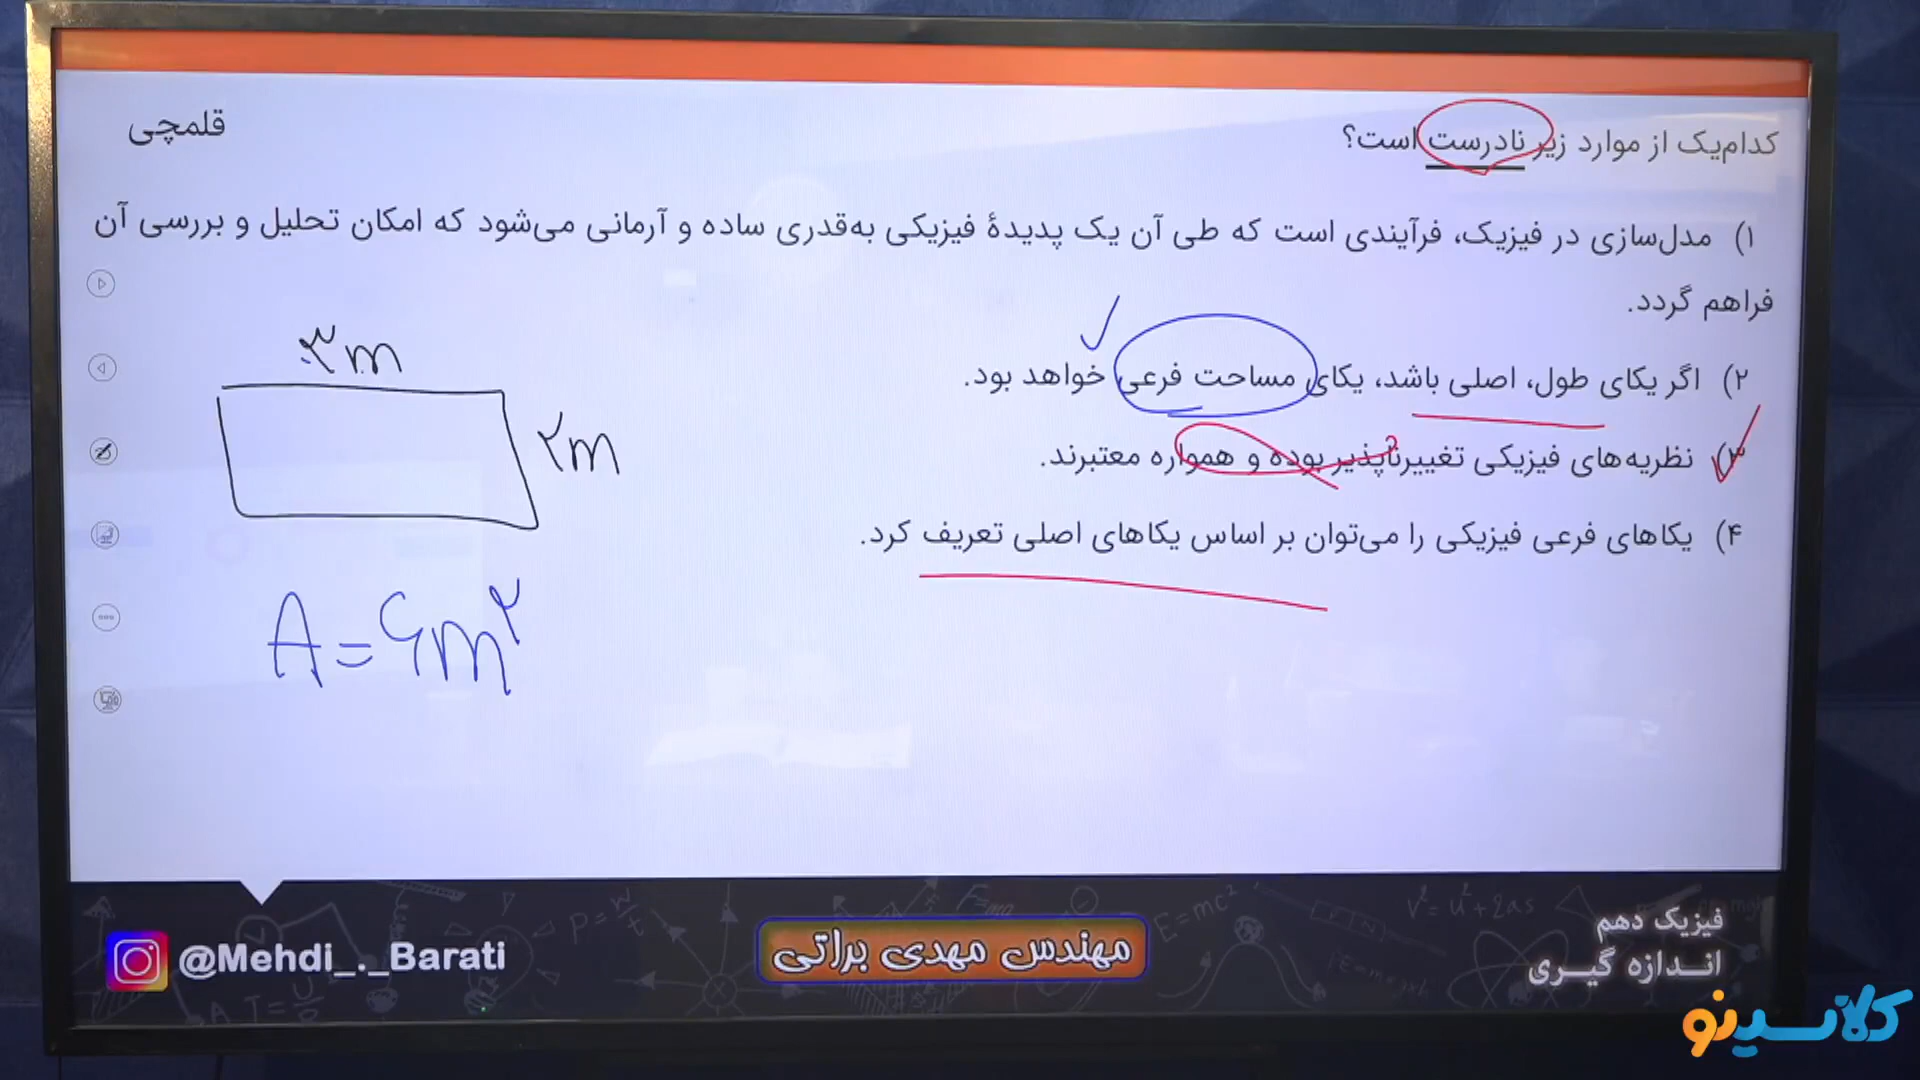 قلمچی
کدام‌یک از موارد زیر نادرست است؟
۱) مدل‌سازی در فیزیک، فرآیندی است که طی آن یک پدیدهٔ فیزیکی به‌قدری ساده و آرمانی می‌شود که امکان تحلیل و بررسی آن
فراهم گردد.
۲) اگر یکای طول، اصلی باشد، یکای مساحت فرعی خواهد بود.
۳) نظریه‌های فیزیکی تغییرناپذیر بوده و همواره معتبرند.
۴) یکاهای فرعی فیزیکی را می‌توان بر اساس یکاهای اصلی تعریف کرد.
۳m
۲m
A=۶m²
@Mehdi_._Barati
مهندس مهدی براتی
فیزیک دهم
اندازه گیری
E=mc²
v²=u²+2as
کلاسینو